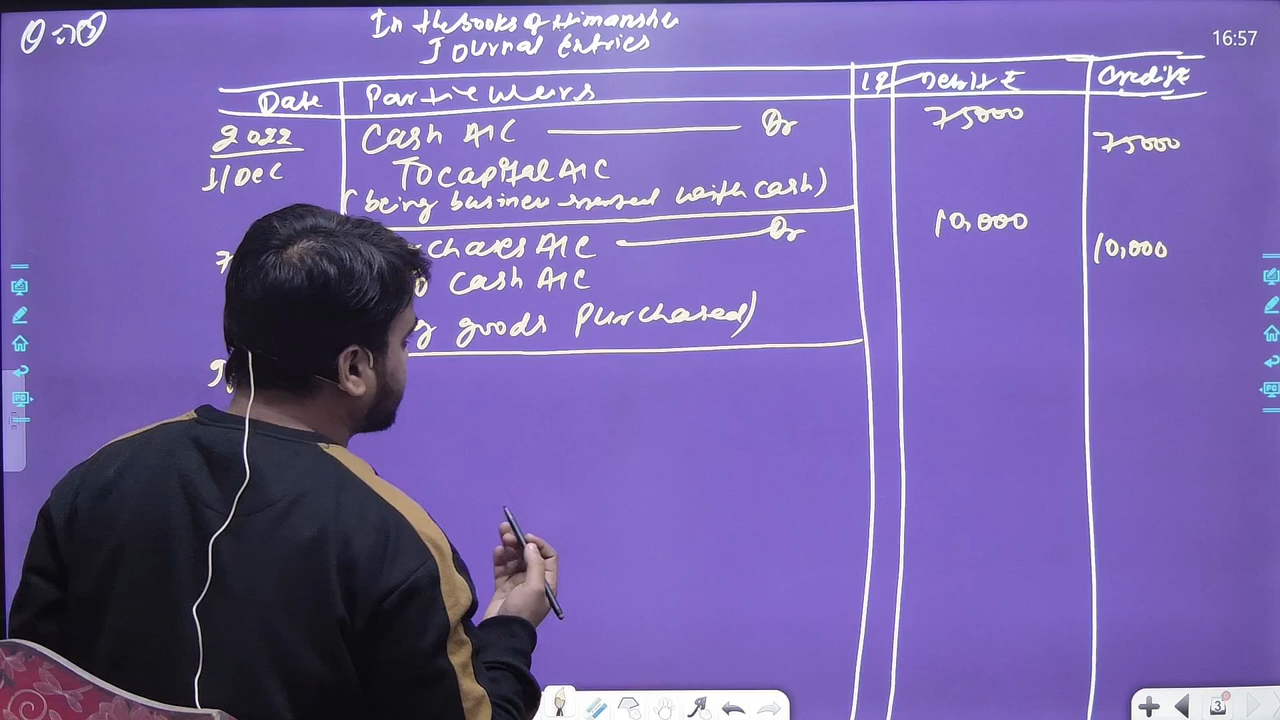 In the books of Himanshu
Journal Entries
16:57
Date Particulars LF Debit ₹ Credit ₹
2022 Cash A/C Dr 75000
1/Dec To capital A/C 75000
(being business started with cash)
chases A/C Dr 10,000
o cash A/C 10,000
g goods purchased)
3